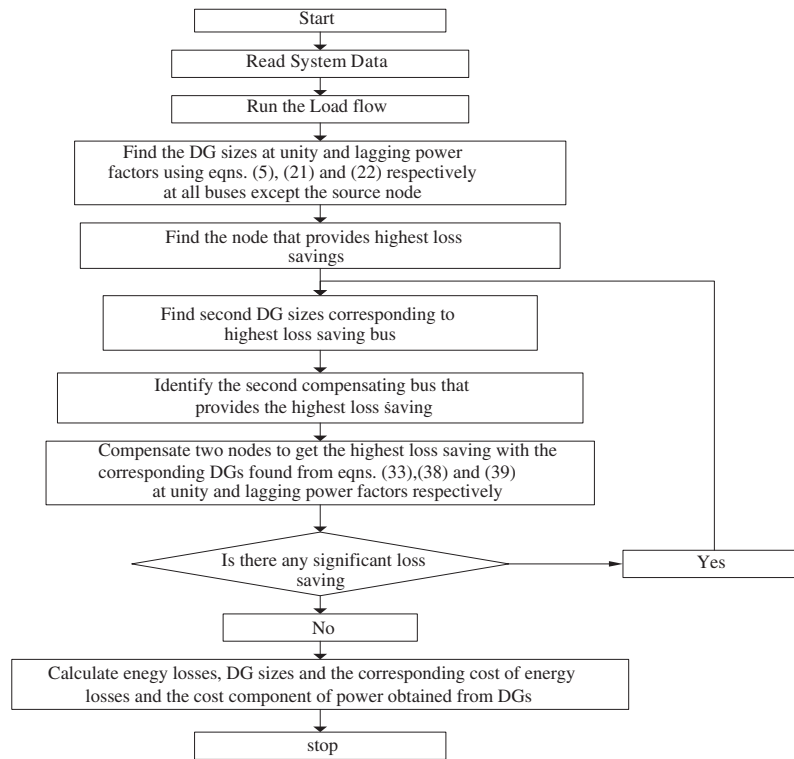 Start
Read System Data
Run the Load flow
Find the DG sizes at unity and lagging power
factors using eqns. (5), (21) and (22) respectively
at all buses except the source node
Find the node that provides highest loss
savings
Find second DG sizes corresponding to
highest loss saving bus
Identify the second compensating bus that
provides the highest loss saving
Compensate two nodes to get the highest loss saving with the
corresponding DGs found from eqns. (33),(38) and (39)
at unity and lagging power factors respectively
Is there any significant loss
saving
Yes
No
Calculate enegy losses, DG sizes and the corresponding cost of energy
losses and the cost component of power obtained from DGs
stop